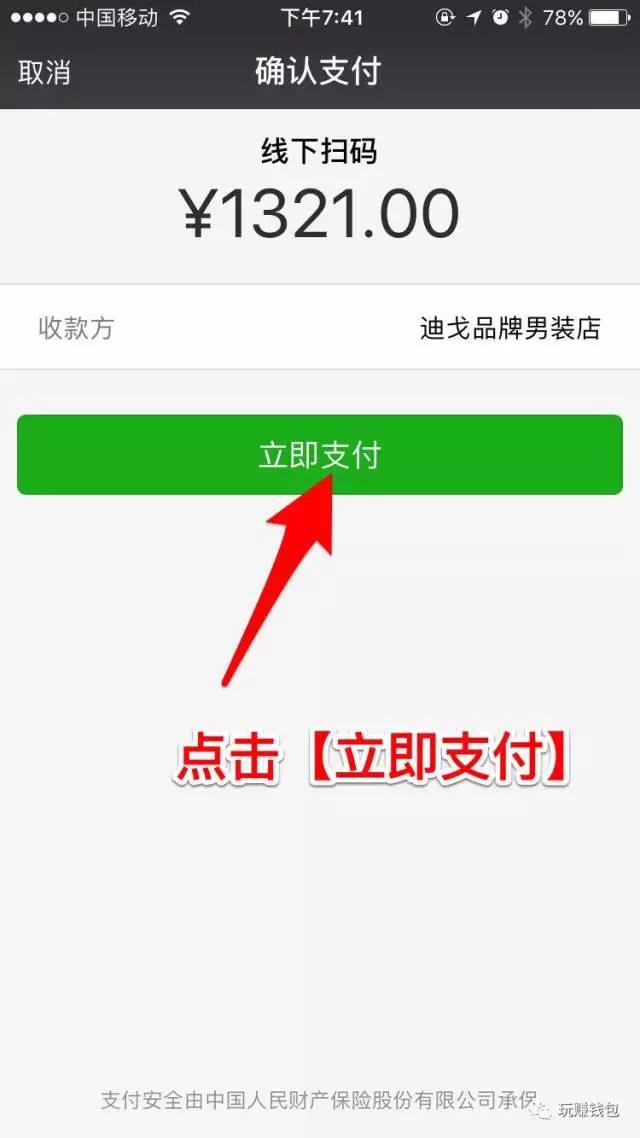 中国移动 下午7:41 78%
取消 确认支付
线下扫码
¥1321.00
收款方 迪戈品牌男装店
立即支付
点击【立即支付】
支付安全由中国人民财产保险股份有限公司承保
玩赚钱包